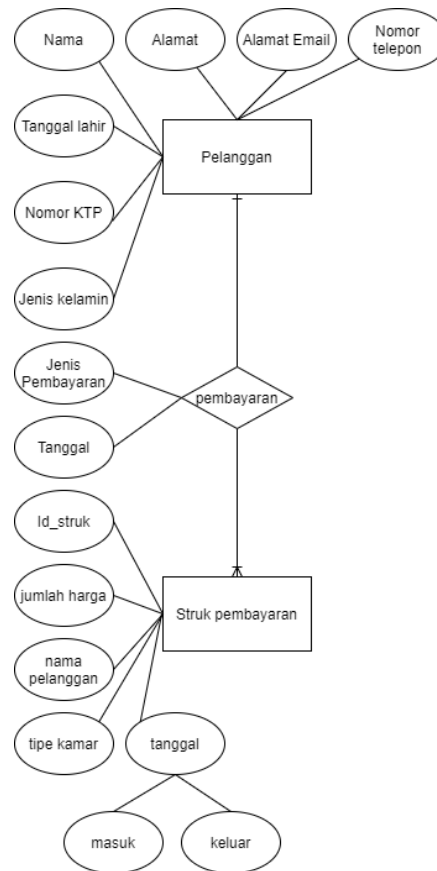 Nama
Alamat
Alamat Email
Nomor
telepon
Tanggal lahir
Pelanggan
Nomor KTP
Jenis kelamin
Jenis
Pembayaran
pembayaran
Tanggal
Id_struk
jumlah harga
Struk pembayaran
nama
pelanggan
tipe kamar
tanggal
masuk
keluar